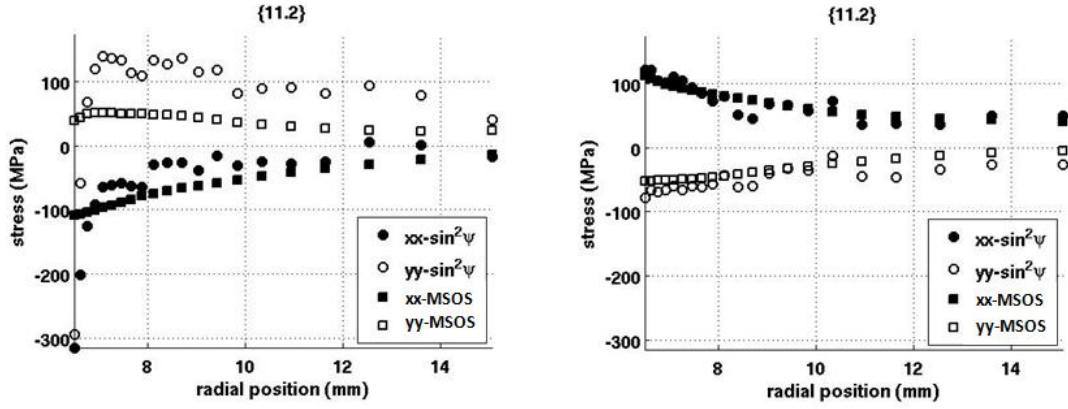 {11.2}
100
0
-100
-200
-300
stress (MPa)
xx-sin²ψ
yy-sin²ψ
xx-MSOS
yy-MSOS
8 10 12 14
radial position (mm)
{11.2}
100
0
-100
-200
-300
stress (MPa)
xx-sin²ψ
yy-sin²ψ
xx-MSOS
yy-MSOS
8 10 12 14
radial position (mm)